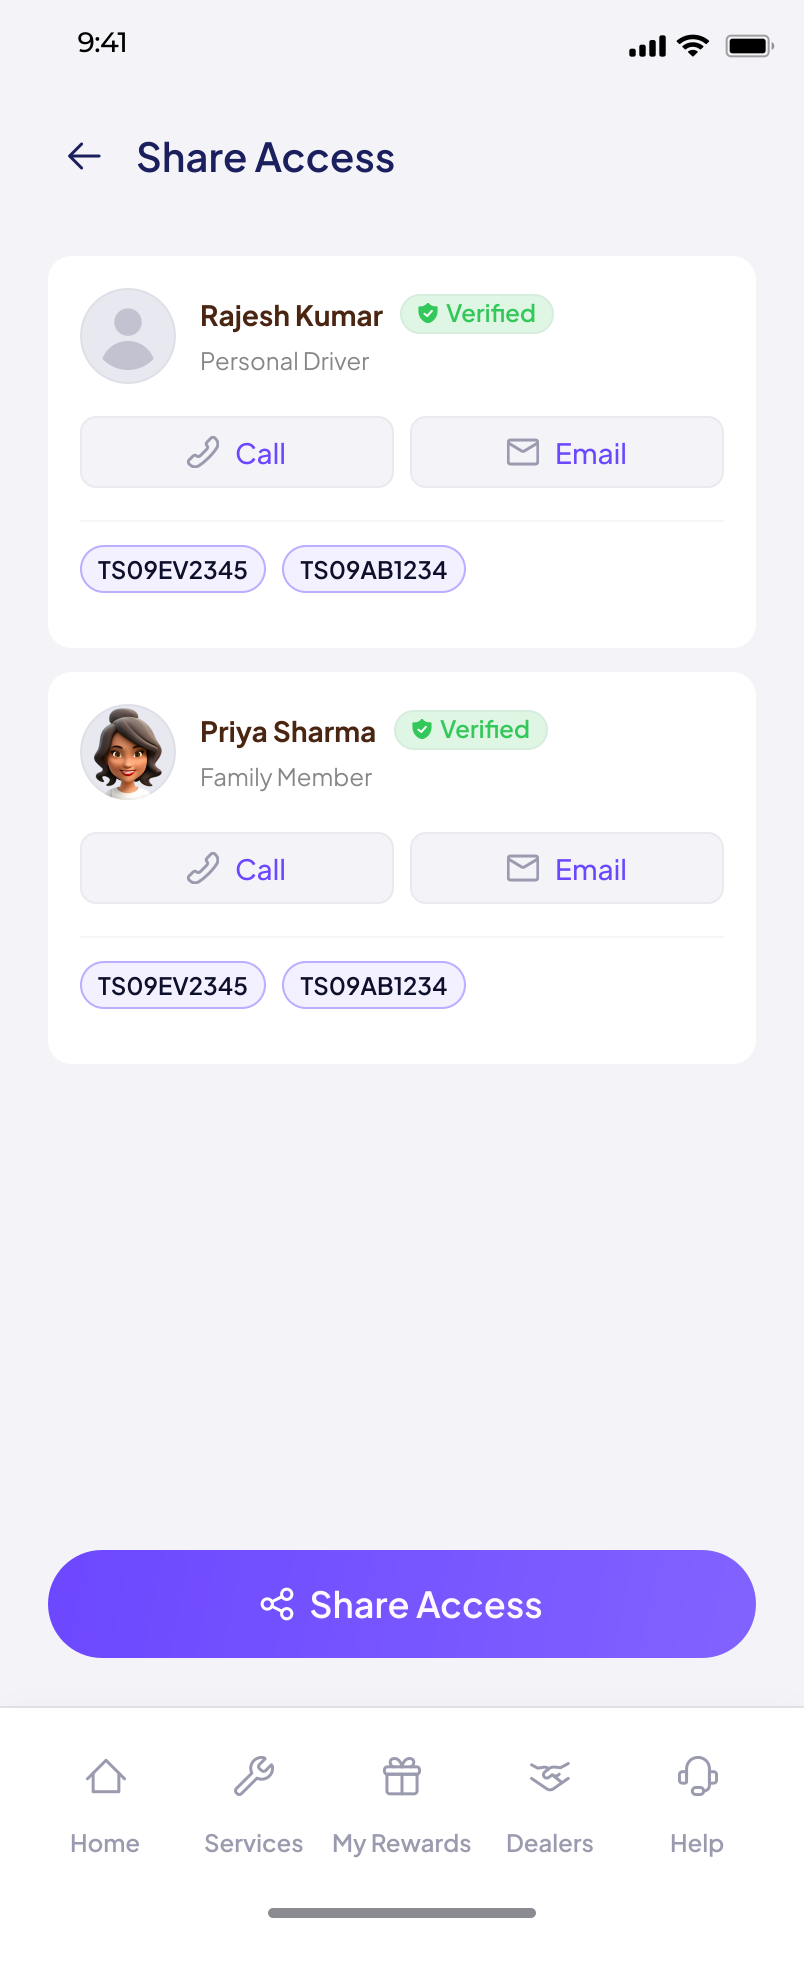 9:41
Share Access
Rajesh Kumar Verified
Personal Driver
Call Email
TS09EV2345 TS09AB1234
Priya Sharma Verified
Family Member
Call Email
TS09EV2345 TS09AB1234
Share Access
Home Services My Rewards Dealers Help